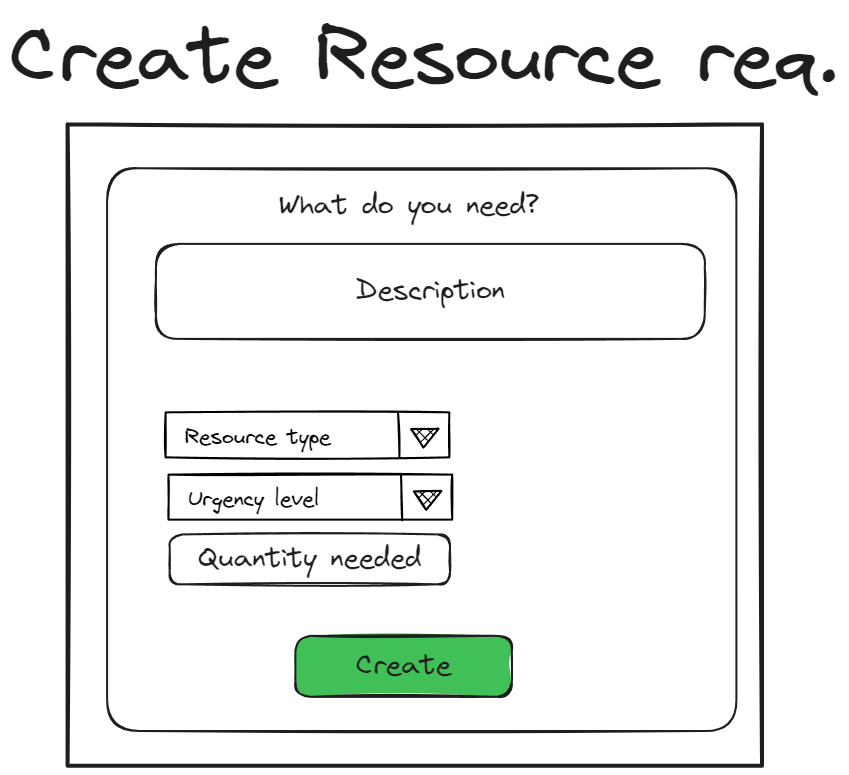 Create Resource req.
What do you need?
Description
Resource type
Urgency level
Quantity needed
Create